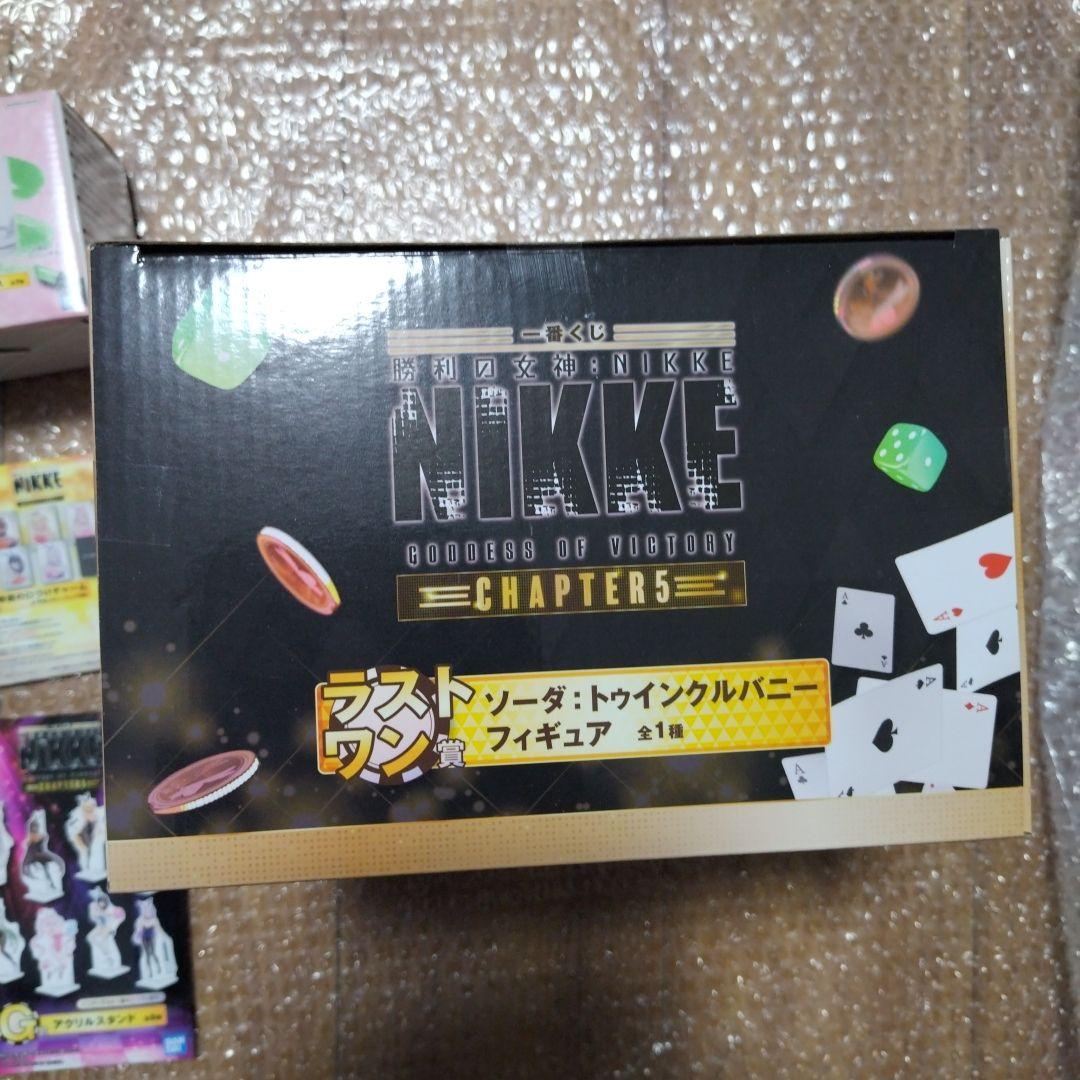 一番くじ
勝利の女神:NIKKE
NIKKE
GODDESS OF VICTORY
CHAPTER5
ラスト
ワン賞
ソーダ:トゥインクルバニー
フィギュア 全1種
NIKKE
NIKKE
G
アクリルスタンド